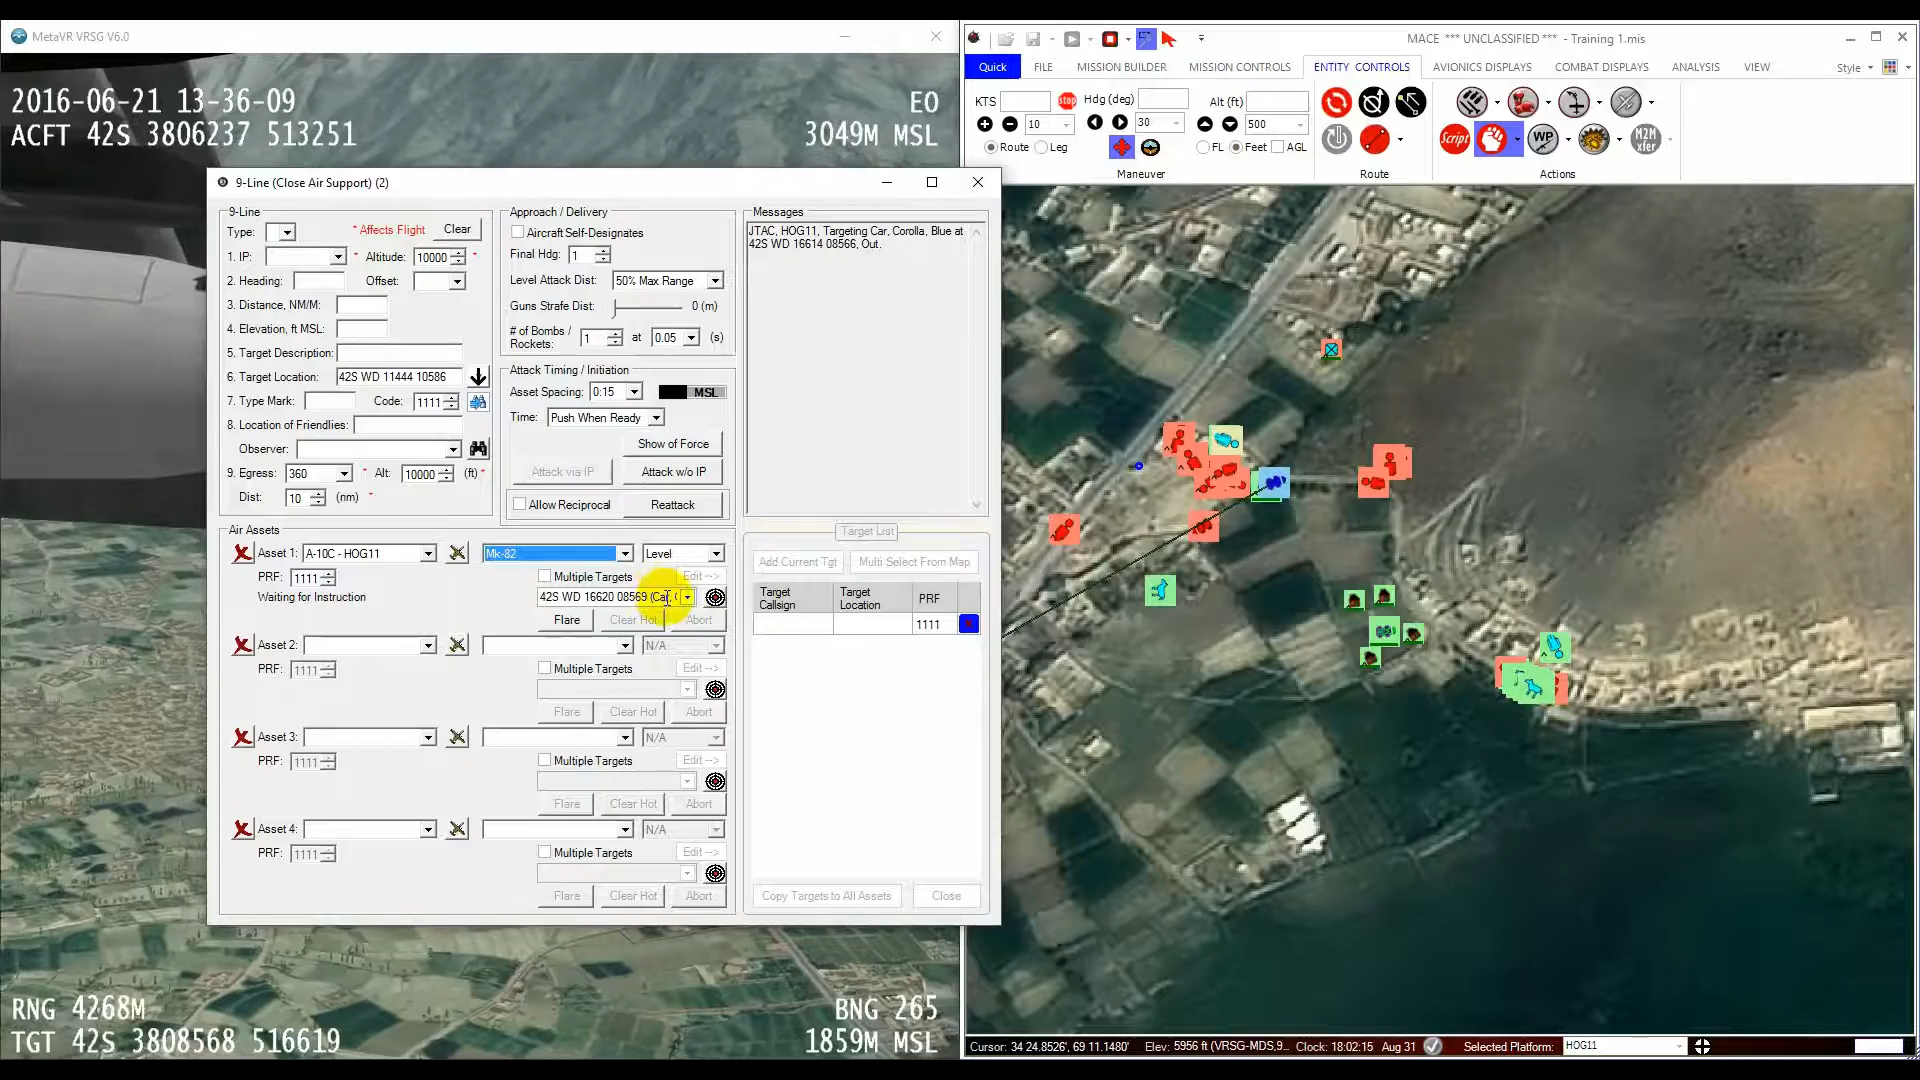 MetaVR VRSG V6.0
2016-06-21 13-36-09
EO
ACFT 42S 3806237 513251
3049M MSL
RNG 4268M
BNG 265
TGT 42S 3808568 516619
1859M MSL
9-Line (Close Air Support) (2)
9-Line
Type:
* Affects Flight
Clear
1. IP:
* Altitude: 10000 *
2. Heading:
Offset:
3. Distance, NM/M:
4. Elevation, ft MSL:
5. Target Description:
6. Target Location: 42S WD 11444 10586
7. Type Mark:
Code: 1111
8. Location of Friendlies:
Observer:
9. Egress: 360 * Alt: 10000 (ft) *
Dist: 10 (nm) *
Approach / Delivery
Aircraft Self-Designates
Final Hdg: 1
Level Attack Dist: 50% Max Range
Guns Strafe Dist: 0 (m)
# of Bombs /
Rockets: 1 at 0.05 (s)
Attack Timing / Initiation
Asset Spacing: 0:15 MSL
Time: Push When Ready
Show of Force
Attack via IP
Attack w/o IP
Allow Reciprocal
Reattack
Messages
JTAC, HOG11, Targeting Car, Corolla, Blue at
42S WD 16614 08566, Out.
Air Assets
Asset 1: A-10C - HOG11 Mk-82 Level
PRF: 1111 Multiple Targets Edit -->
Waiting for Instruction 42S WD 16620 08569 (Car,
Flare Clear Hot Abort
Asset 2: N/A
PRF: 1111 Multiple Targets Edit -->
Flare Clear Hot Abort
Asset 3: N/A
PRF: 1111 Multiple Targets Edit -->
Flare Clear Hot Abort
Asset 4: N/A
PRF: 1111 Multiple Targets Edit -->
Flare Clear Hot Abort
Target List
Add Current Tgt
Multi Select From Map
Target Callsign
Target Location
PRF
1111
Copy Targets to All Assets
Close
MACE *** UNCLASSIFIED *** - Training 1.mis
Quick FILE MISSION BUILDER MISSION CONTROLS ENTITY CONTROLS AVIONICS DISPLAYS COMBAT DISPLAYS ANALYSIS VIEW Style
KTS stop Hdg (deg) Alt (ft)
10 30 500
Route Leg FL Feet AGL
Script WP M2M xfer
Maneuver Route Actions
Cursor: 34 24.8526', 69 11.1480' Elev: 5956 ft (VRSG-MDS,9... Clock: 18:02:15 Aug 31 Selected Platform: HOG11